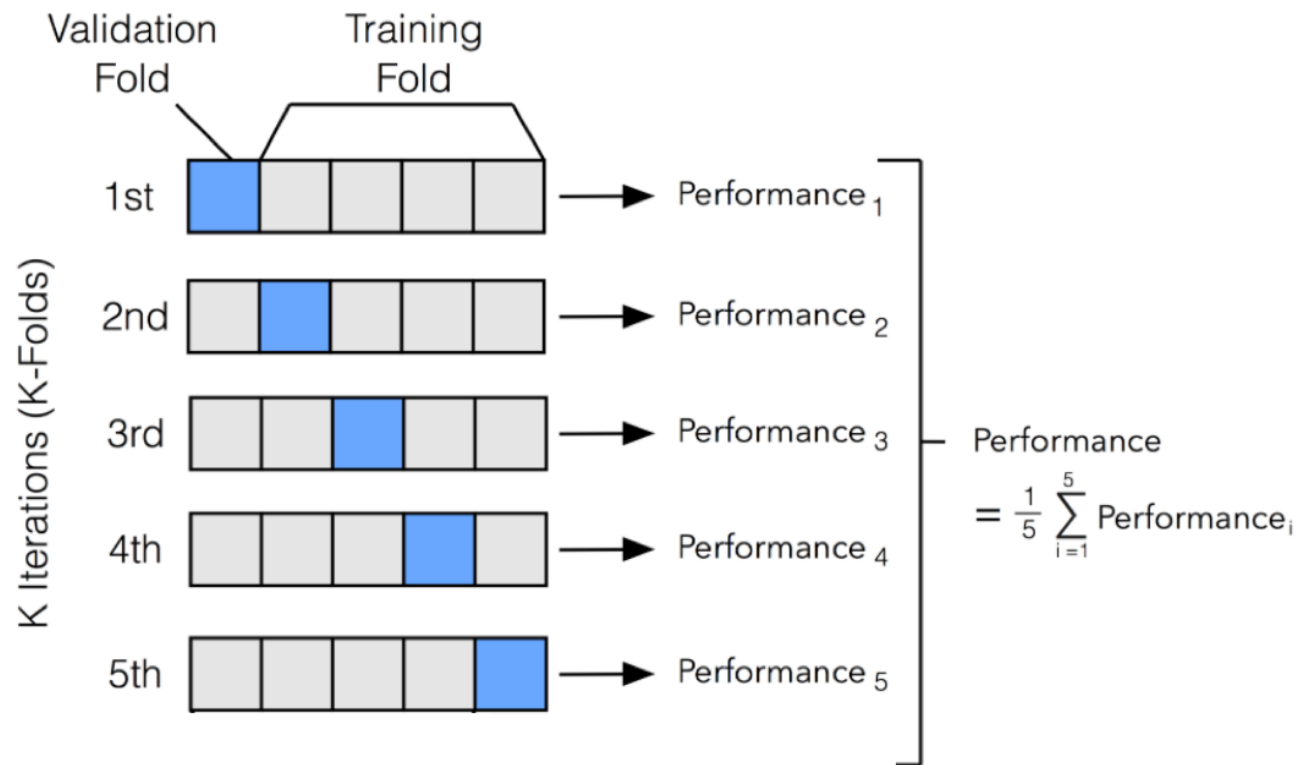 Validation
Fold
Training
Fold
K Iterations (K-Folds)
1st
Performance 1
2nd
Performance 2
3rd
Performance 3
4th
Performance 4
5th
Performance 5
Performance
= 1/5 5∑i=1 Performance i